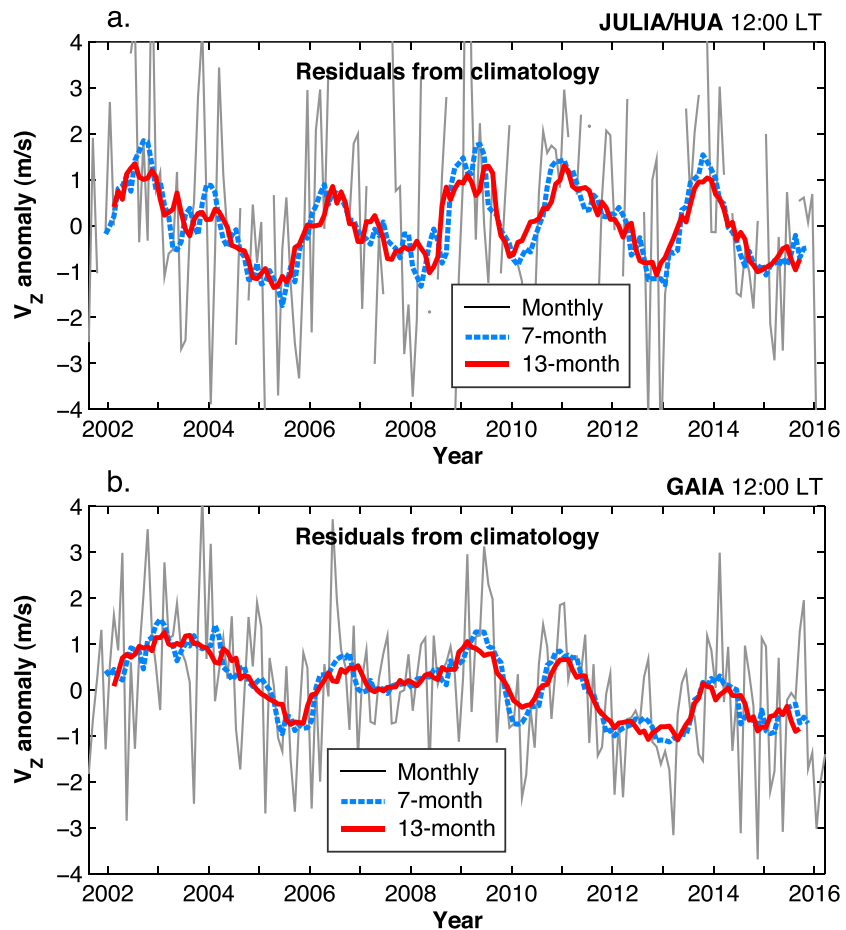 a.
JULIA/HUA 12:00 LT
Residuals from climatology
4
3
2
1
0
−1
−2
−3
−4
V_Z anomaly (m/s)
Monthly
7-month
13-month
2002 2004 2006 2008 2010 2012 2014 2016
Year
b.
GAIA 12:00 LT
Residuals from climatology
4
3
2
1
0
−1
−2
−3
−4
V_Z anomaly (m/s)
Monthly
7-month
13-month
2002 2004 2006 2008 2010 2012 2014 2016
Year